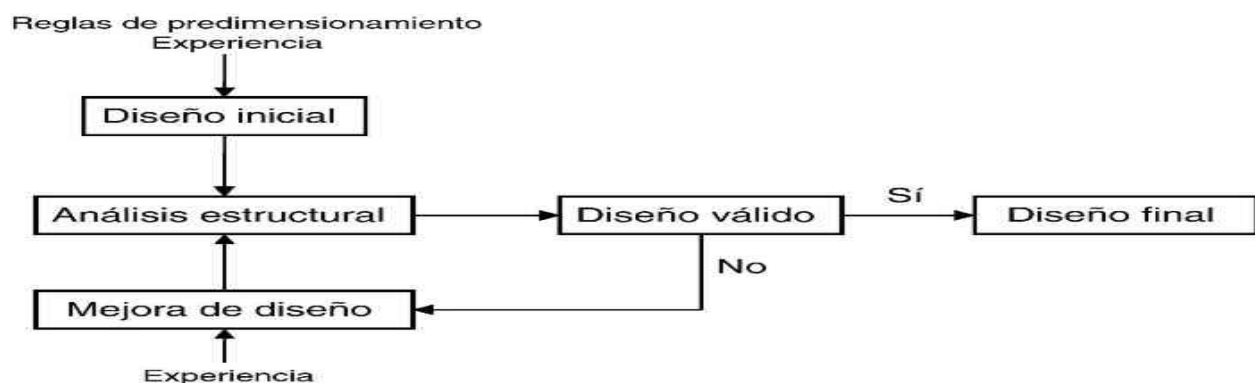 Reglas de predimensionamiento
Experiencia
Diseño inicial
Análisis estructural
Diseño válido
Sí
Diseño final
No
Mejora de diseño
Experiencia